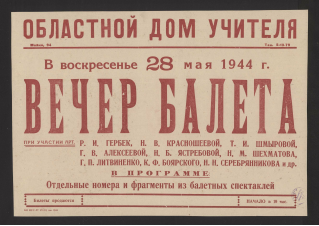 ОБЛАСТНОЙ ДОМ УЧИТЕЛЯ
В воскресенье 28 мая 1944 г.
ВЕЧЕР БАЛЕТА
ПРИ УЧАСТИИ АРТ. Р. И. ГЕРБЕК, Н. В. КРАСНОШЕЕВОЙ, Т. И. ШМЫРОВОЙ,
Г. В. АЛЕКСЕЕВОЙ, Н. Б. ЯСТРЕБОВОЙ, Н. М. ШЕХМАТОВА,
Г. П. ЛИТВИНЕНКО, К. Ф. БОЯРСКОГО, Н. Н. СЕРЕБРЯННИКОВА и др.
В ПРОГРАММЕ
Отдельные номера и фрагменты из балетных спектаклей
Билеты продаются
НАЧАЛО в час.